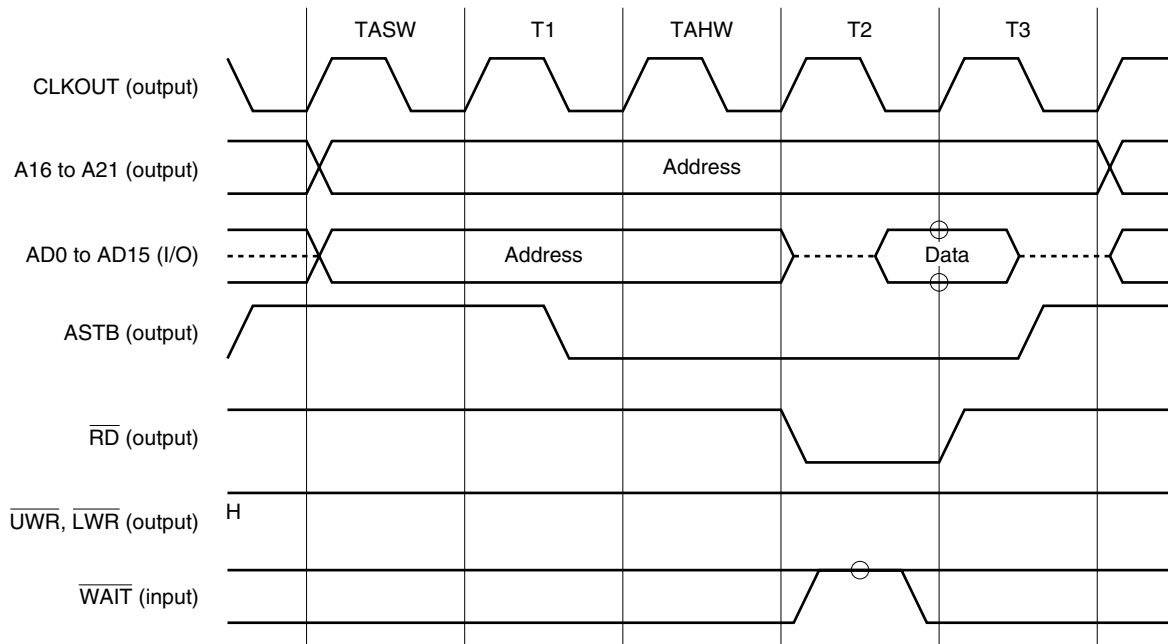 TASW T1 TAHW T2 T3
CLKOUT (output)
A16 to A21 (output) Address
AD0 to AD15 (I/O) Address Data
ASTB (output)
RD (output)
UWR, LWR (output) H
WAIT (input)